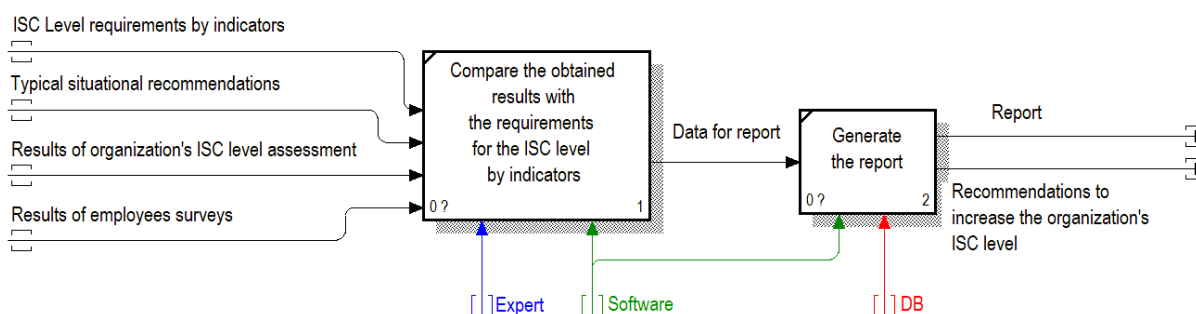 ISC Level requirements by indicators
Typical situational recommendations
Results of organization's ISC level assessment
Results of employees surveys
Compare the obtained
results with
the requirements
for the ISC level
by indicators
0 ?
1
Data for report
Generate
the report
0 ?
2
Report
Recommendations to
increase the organization's
ISC level
Expert
Software
DB